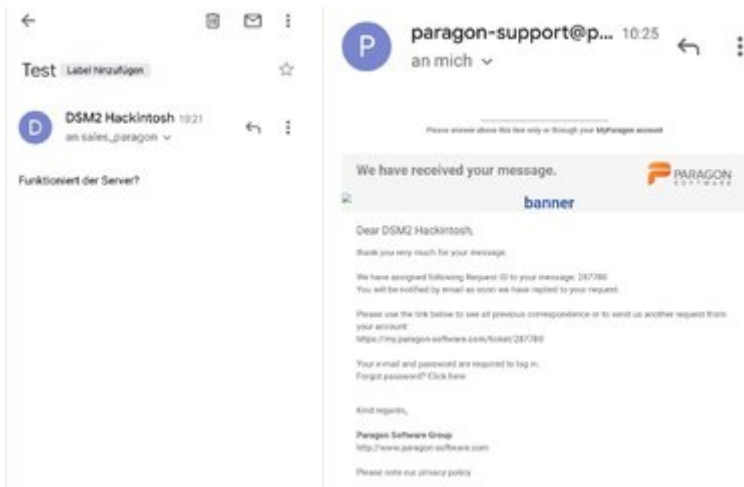 Test Label hinzufügen
D
DSM2 Hackintosh 10:21
an sales_paragon
Funktioniert der Server?
P
paragon-support@p... 10:25
an mich
Please answer above this line only or through your MyParagon account
We have received your message.
PARAGON
SOFTWARE
banner
Dear DSM2 Hackintosh,
thank you very much for your message.
We have assigned following Request ID to your message: 287780
You will be notified by email as soon we have replied to your request.
Please use the link below to see all previous correspondence or to send us another request from
your account:
https://my.paragon-software.com/ticket/287780
Your e-mail and password are required to log in.
Forgot password? Click here
Kind regards,
Paragon Software Group
http://www.paragon-software.com
Please note our privacy policy